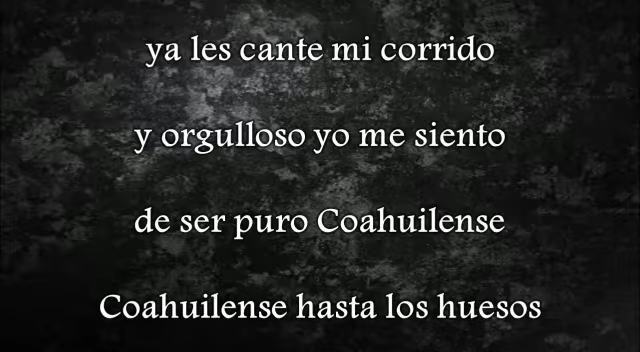 ya les cante mi corrido
y orgulloso yo me siento
de ser puro Coahuilense
Coahuilense hasta los huesos